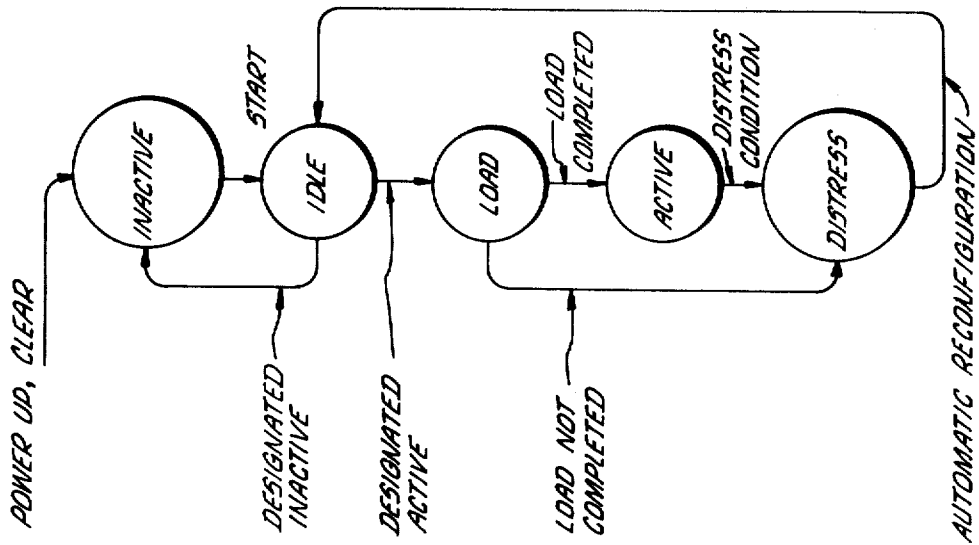 POWER UP, CLEAR
INACTIVE
START
IDLE
DESIGNATED
INACTIVE
DESIGNATED
ACTIVE
LOAD
LOAD
COMPLETED
LOAD NOT
COMPLETED
ACTIVE
DISTRESS
CONDITION
DISTRESS
AUTOMATIC RECONFIGURATION